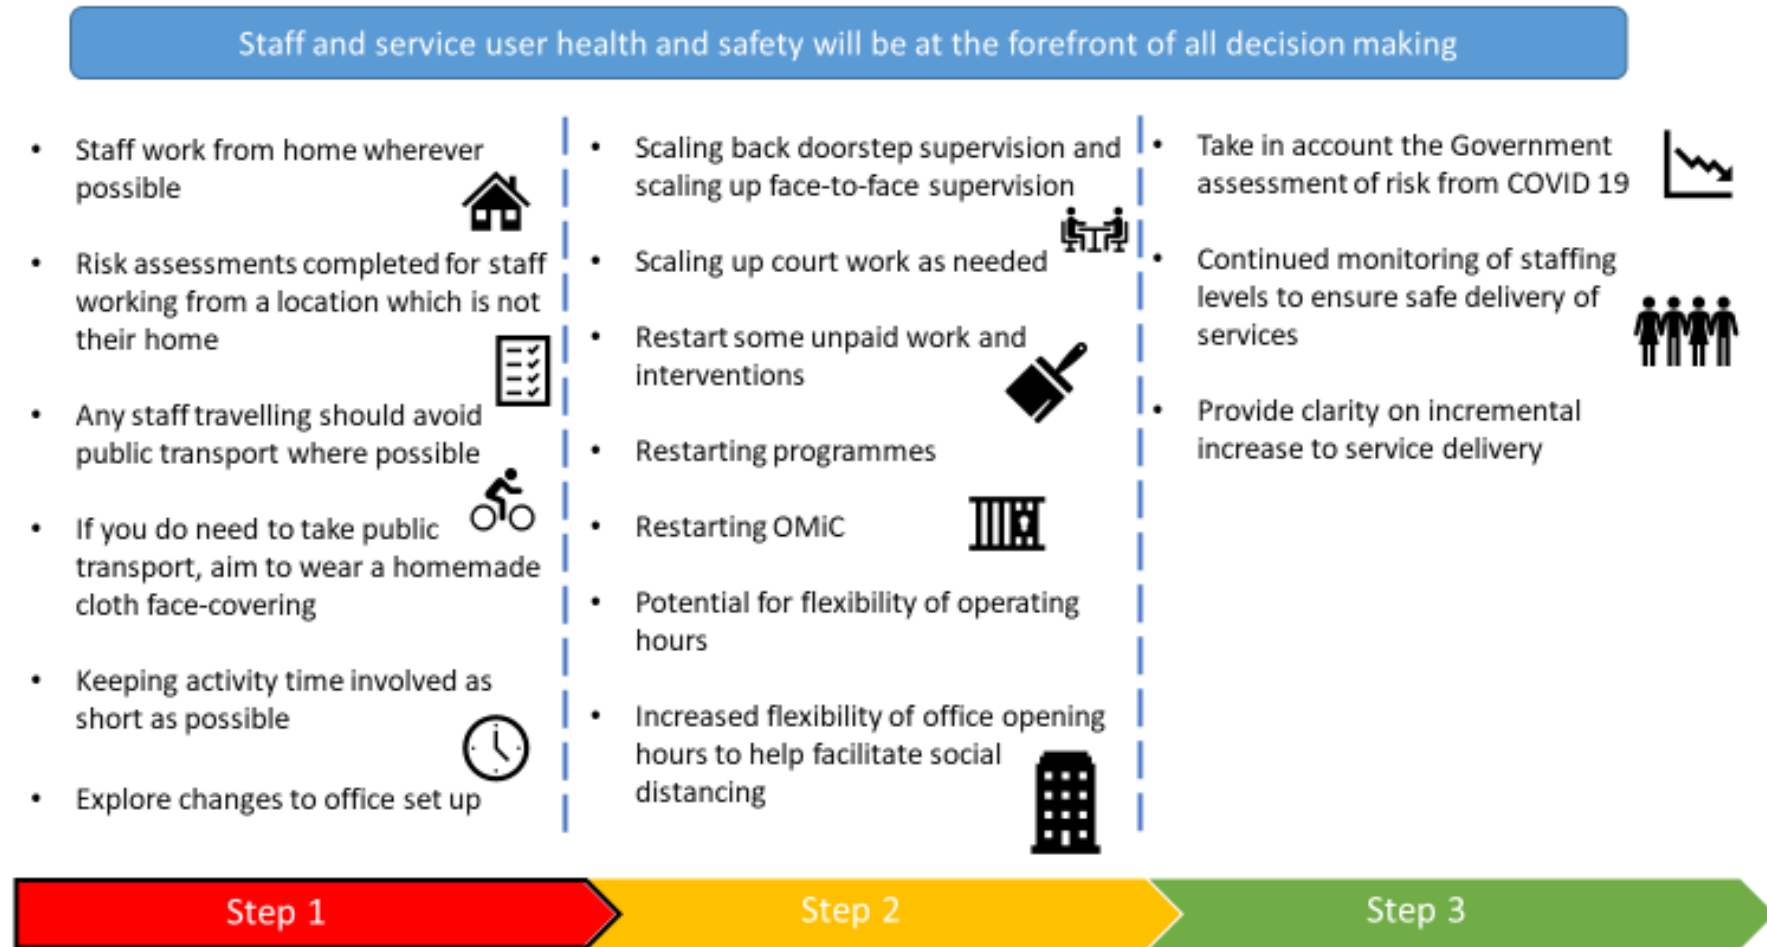 Staff and service user health and safety will be at the forefront of all decision making
• Staff work from home wherever
possible
• Risk assessments completed for staff
working from a location which is not
their home
• Any staff travelling should avoid
public transport where possible
• If you do need to take public
transport, aim to wear a homemade
cloth face-covering
• Keeping activity time involved as
short as possible
• Explore changes to office set up
• Scaling back doorstep supervision and
scaling up face-to-face supervision
• Scaling up court work as needed
• Restart some unpaid work and
interventions
• Restarting programmes
• Restarting OMiC
• Potential for flexibility of operating
hours
• Increased flexibility of office opening
hours to help facilitate social
distancing
• Take in account the Government
assessment of risk from COVID 19
• Continued monitoring of staffing
levels to ensure safe delivery of
services
• Provide clarity on incremental
increase to service delivery
Step 1
Step 2
Step 3